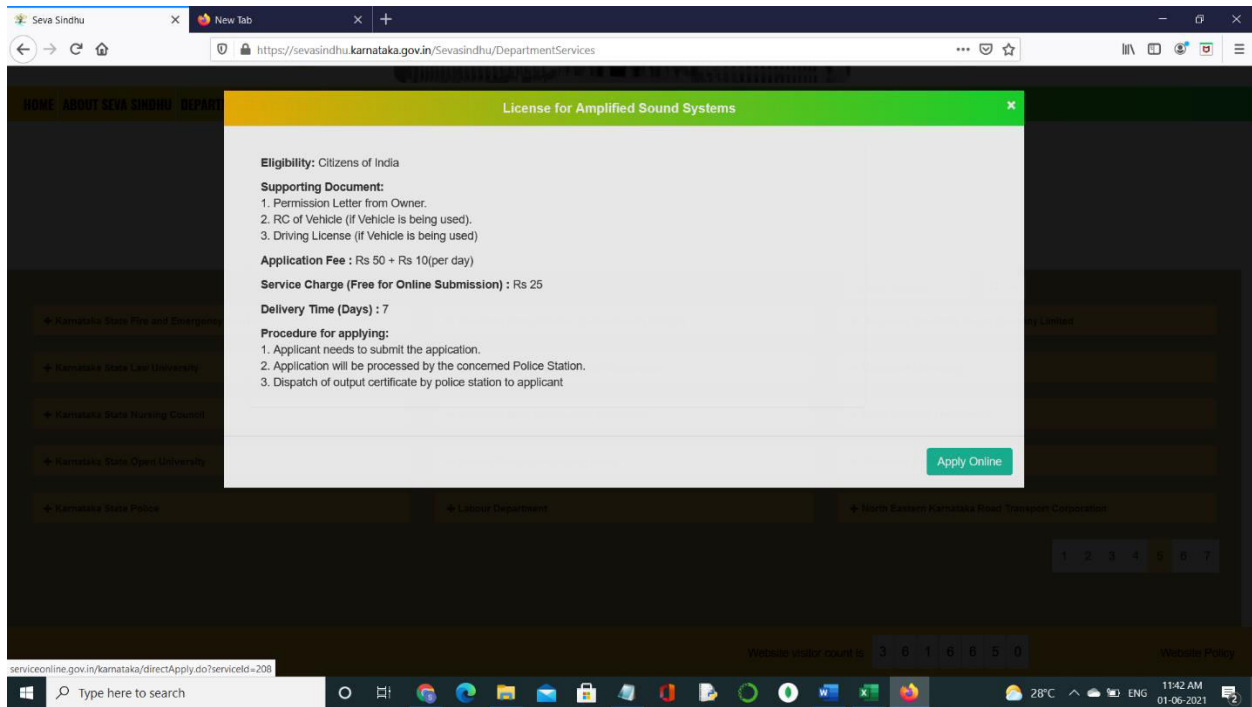 Seva Sindhu
New Tab
https://sevasindhu.karnataka.gov.in/Sevasindhu/DepartmentServices
HOME ABOUT SEVA SINDHU DEPART
License for Amplified Sound Systems
×
Eligibility: Citizens of India
Supporting Document:
1. Permission Letter from Owner.
2. RC of Vehicle (if Vehicle is being used).
3. Driving License (if Vehicle is being used)
Application Fee : Rs 50 + Rs 10(per day)
Service Charge (Free for Online Submission) : Rs 25
Delivery Time (Days) : 7
Procedure for applying:
1. Applicant needs to submit the appication.
2. Application will be processed by the concerned Police Station.
3. Dispatch of output certificate by police station to applicant
Apply Online
Karnataka State Fire and Emergency
ny Limited
Karnataka State Law University
Karnataka State Nursing Council
Karnataka State Open University
Karnataka State Police
Labour Department
North Eastern Karnataka Road Transport Corporation
1 2 3 4 5 6 7
Website visitor count is 3 6 1 6 6 5 0
Website Policy
serviceonline.gov.in/karnataka/directApply.do?serviceId=208
Type here to search
28°C
ENG
11:42 AM
01-06-2021
2